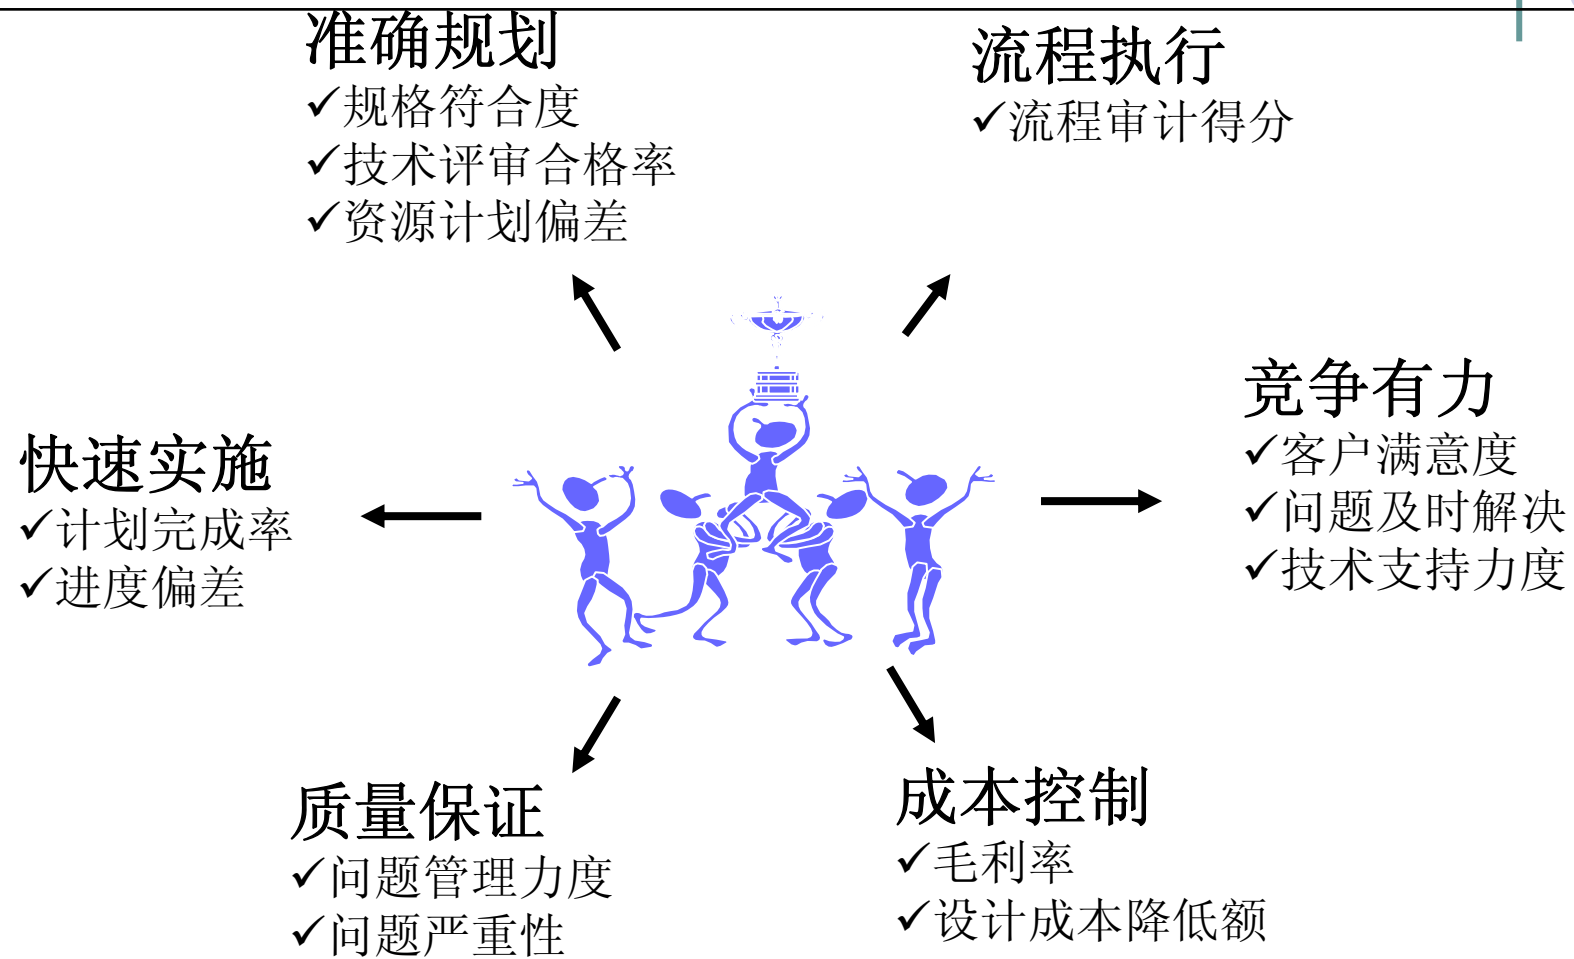 准确规划
✓规格符合度
✓技术评审合格率
✓资源计划偏差
流程执行
✓流程审计得分
竞争有力
✓客户满意度
✓问题及时解决
✓技术支持力度
快速实施
✓计划完成率
✓进度偏差
质量保证
✓问题管理力度
✓问题严重性
成本控制
✓毛利率
✓设计成本降低额